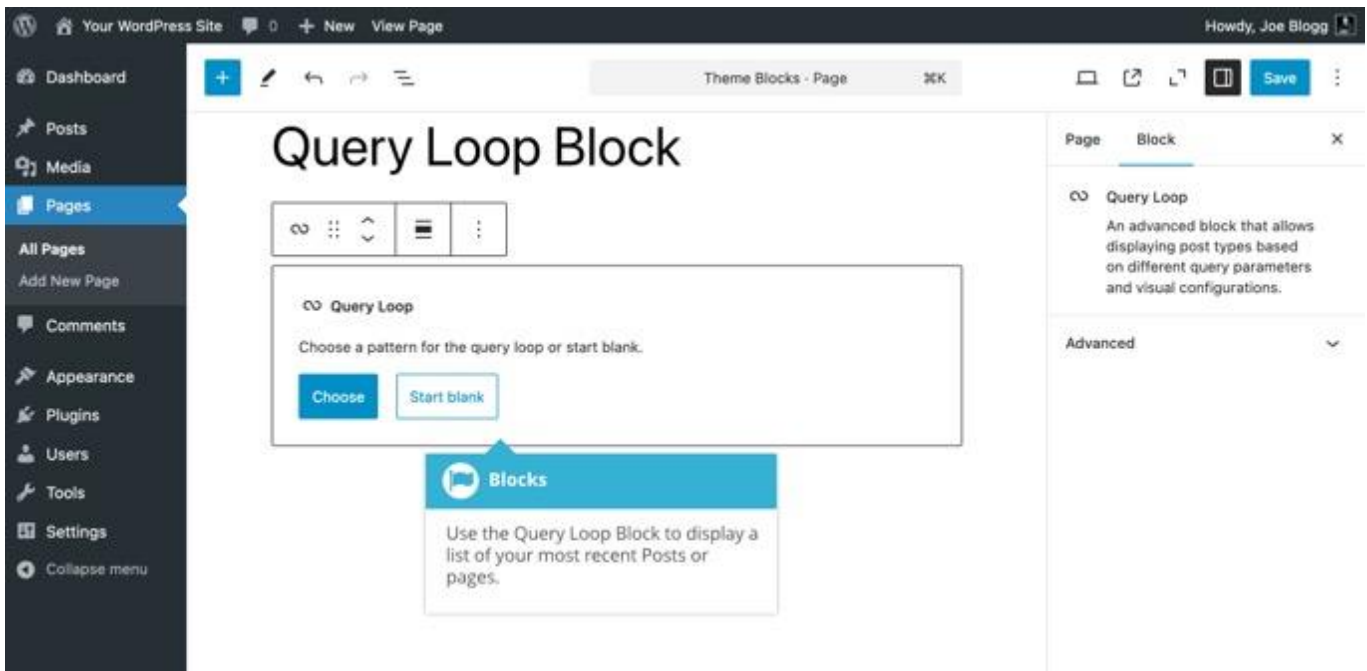 Your WordPress Site 0 + New View Page Howdy, Joe Blogg
Dashboard
Posts
Media
Pages
All Pages
Add New Page
Comments
Appearance
Plugins
Users
Tools
Settings
Collapse menu
Theme Blocks · Page ⌘K
Save
Query Loop Block
Query Loop
Choose a pattern for the query loop or start blank.
Choose Start blank
Blocks
Use the Query Loop Block to display a
list of your most recent Posts or
pages.
Page Block
Query Loop
An advanced block that allows
displaying post types based
on different query parameters
and visual configurations.
Advanced